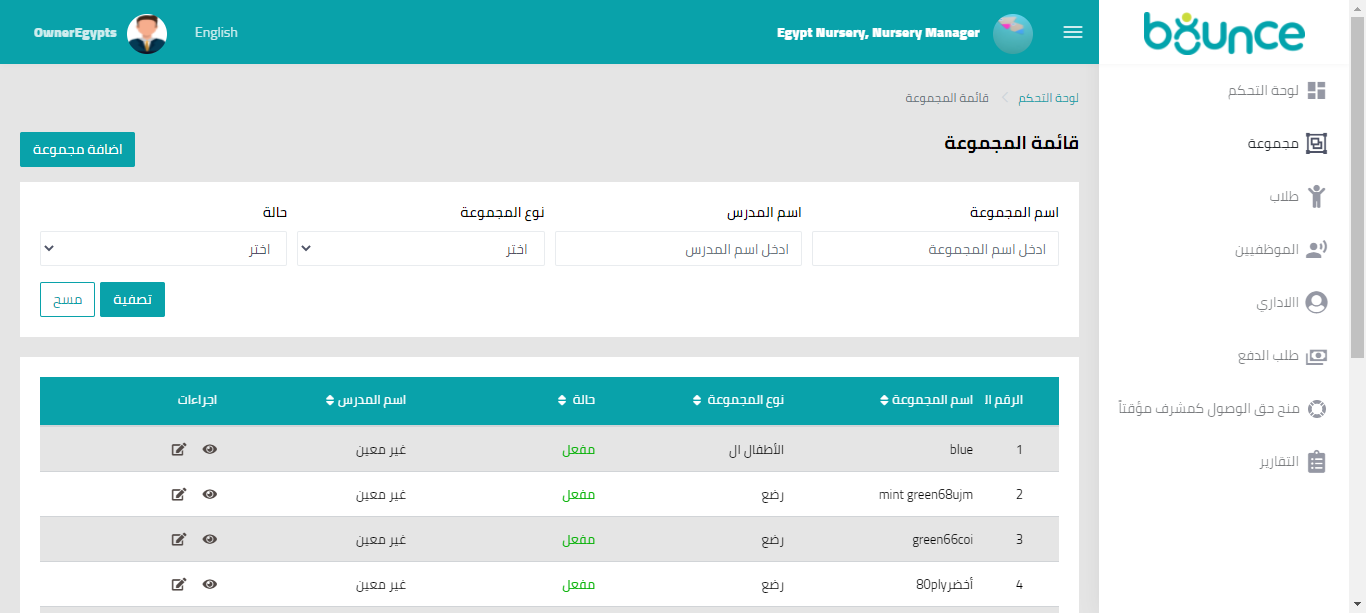 bounce
Egypt Nursery, Nursery Manager
English
OwnerEgypts
لوحة التحكم
مجموعة
طلاب
الموظفيين
االاداري
طلب الدفع
منح حق الوصول كمشرف مؤقتاً
التقارير
لوحة التحكم
قائمة المجموعة
قائمة المجموعة
اضافة مجموعة
اسم المجموعة اسم المدرس نوع المجموعة حالة
ادخل اسم المجموعة ادخل اسم المدرس اختر اختر
تصفية مسح
الرقم ال اسم المجموعة نوع المجموعة حالة اسم المدرس اجراءات
1 blue الأطفال ال مفعل غير معين
2 mint green68ujm رضع مفعل غير معين
3 green66coi رضع مفعل غير معين
4 أخضر80ply رضع مفعل غير معين